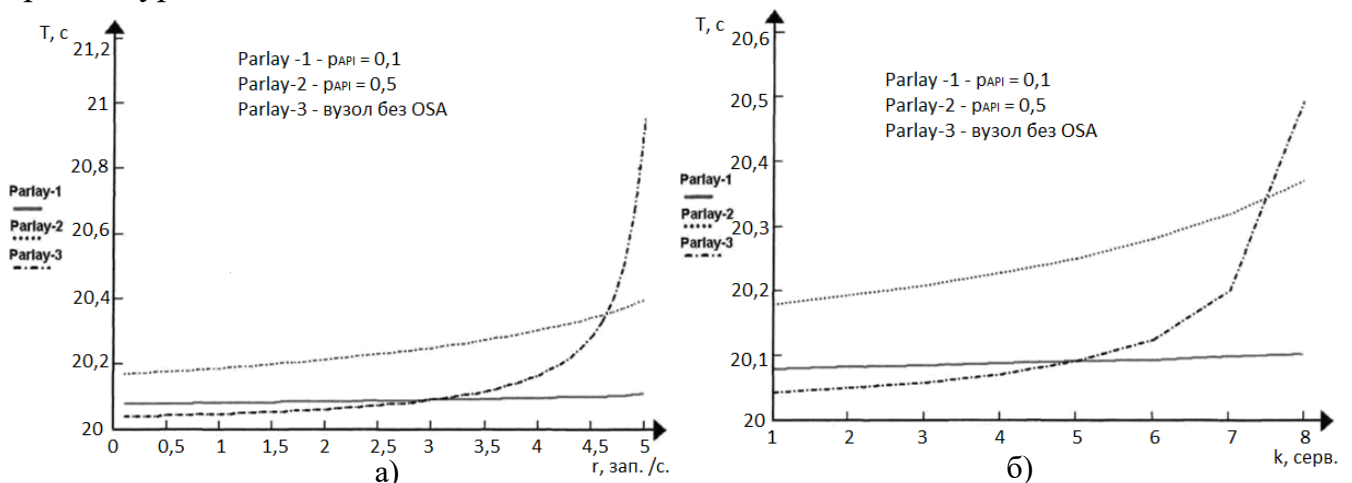 T, с
21,2
21
20,8
20,6
20,4
20,2
20
Parlay -1 - pAPI = 0,1
Parlay-2 - pAPI = 0,5
Parlay-3 - вузол без OSA
Parlay-1
Parlay-2
Parlay-3
0 0,5 1 1,5 2 2,5 3 3,5 4 4,5 5
r, зап. /с.
а)
T, с
20,6
20,5
20,4
20,3
20,2
20,1
20
Parlay -1 - pAPI = 0,1
Parlay-2 - pAPI = 0,5
Parlay-3 - вузол без OSA
Parlay-1
Parlay-2
Parlay-3
1 2 3 4 5 6 7 8
k, серв.
б)